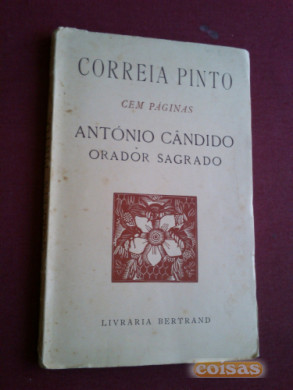 CORREIA PINTO
CEM PÁGINAS
ANTÓNIO CÂNDIDO
ORADOR SAGRADO
LIVRARIA BERTRAND
coisas